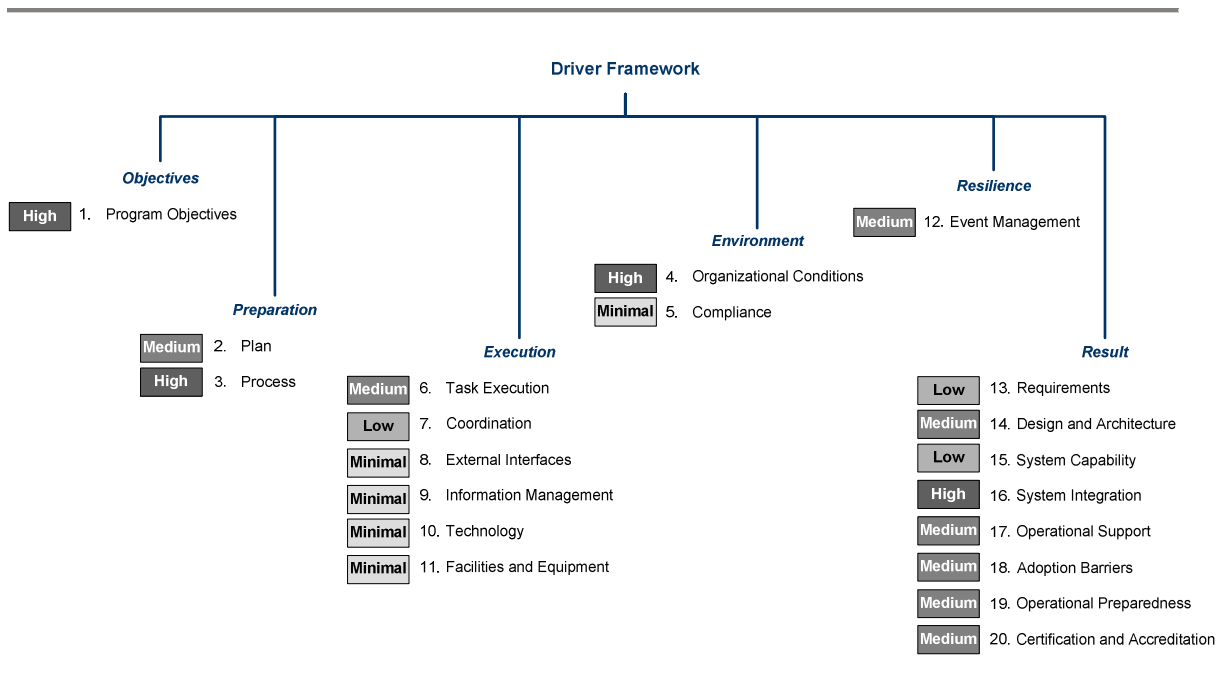 Driver Framework
Objectives
High 1. Program Objectives
Preparation
Medium 2. Plan
High 3. Process
Execution
Medium 6. Task Execution
Low 7. Coordination
Minimal 8. External Interfaces
Minimal 9. Information Management
Minimal 10. Technology
Minimal 11. Facilities and Equipment
Environment
High 4. Organizational Conditions
Minimal 5. Compliance
Resilience
Medium 12. Event Management
Result
Low 13. Requirements
Medium 14. Design and Architecture
Low 15. System Capability
High 16. System Integration
Medium 17. Operational Support
Medium 18. Adoption Barriers
Medium 19. Operational Preparedness
Medium 20. Certification and Accreditation